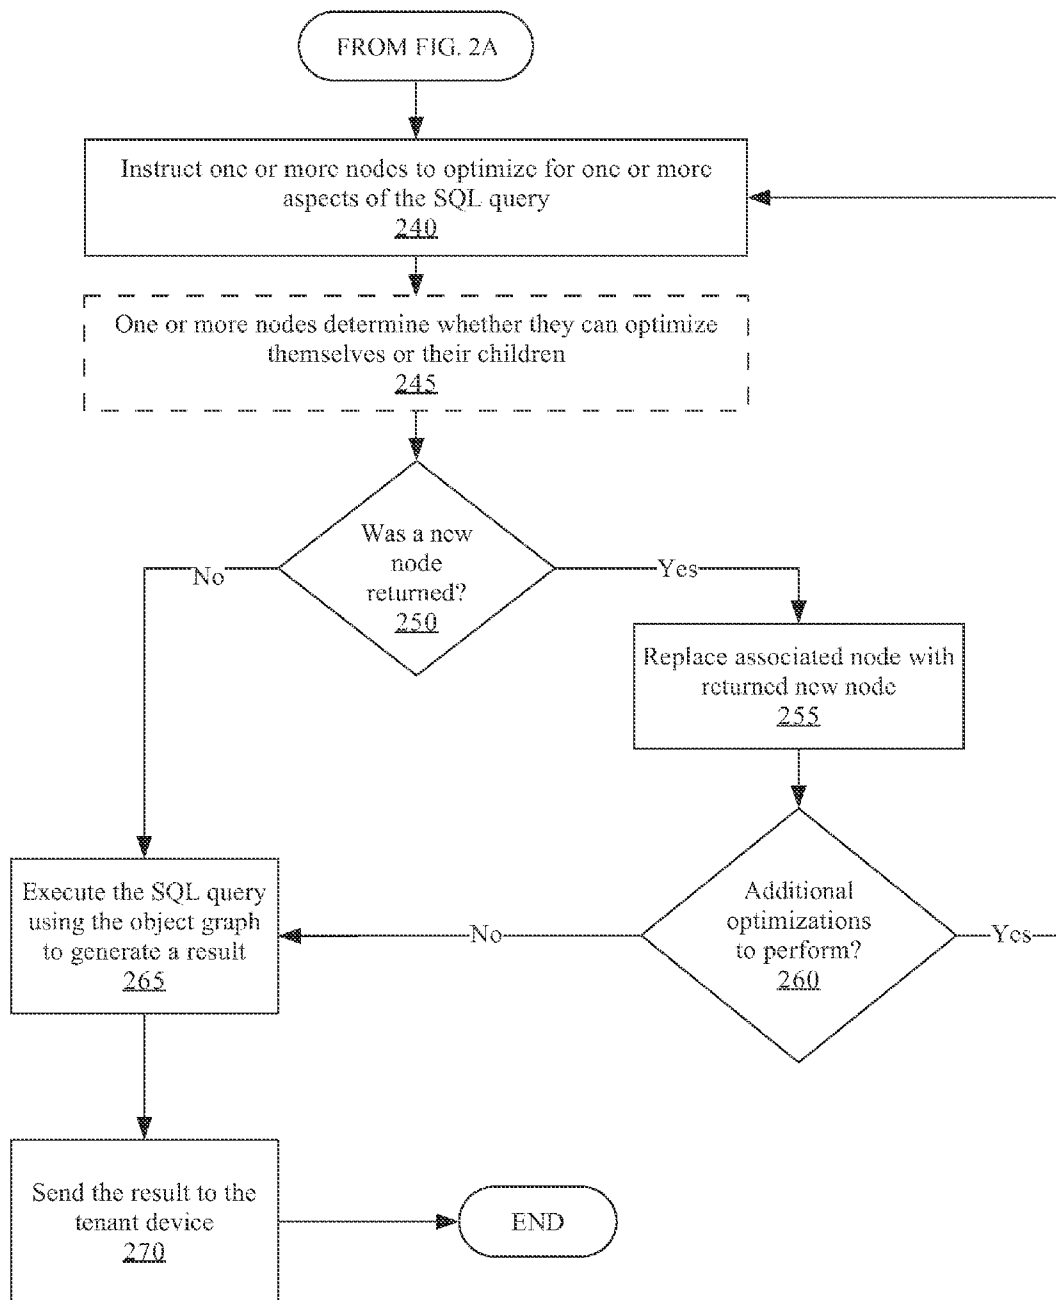 FROM FIG. 2A
Instruct one or more nodes to optimize for one or more
aspects of the SQL query
240
One or more nodes determine whether they can optimize
themselves or their children
245
Was a new
node
returned?
250
No
Yes
Replace associated node with
returned new node
255
Additional
optimizations
to perform?
260
No
Yes
Execute the SQL query
using the object graph
to generate a result
265
Send the result to the
tenant device
270
END